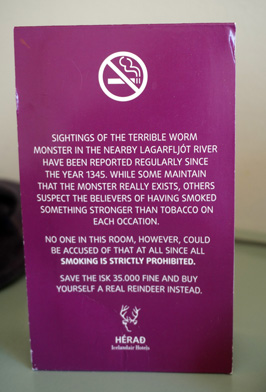 SIGHTINGS OF THE TERRIBLE WORM
MONSTER IN THE NEARBY LAGARFLJÓT RIVER
HAVE BEEN REPORTED REGULARLY SINCE
THE YEAR 1345. WHILE SOME MAINTAIN
THAT THE MONSTER REALLY EXISTS, OTHERS
SUSPECT THE BELIEVERS OF HAVING SMOKED
SOMETHING STRONGER THAN TOBACCO ON
EACH OCCATION.
NO ONE IN THIS ROOM, HOWEVER, COULD
BE ACCUSED OF THAT AT ALL SINCE ALL
SMOKING IS STRICTLY PROHIBITED.
SAVE THE ISK 35.000 FINE AND BUY
YOURSELF A REAL REINDEER INSTEAD.
HÉRAÐ
Icelandair Hotels